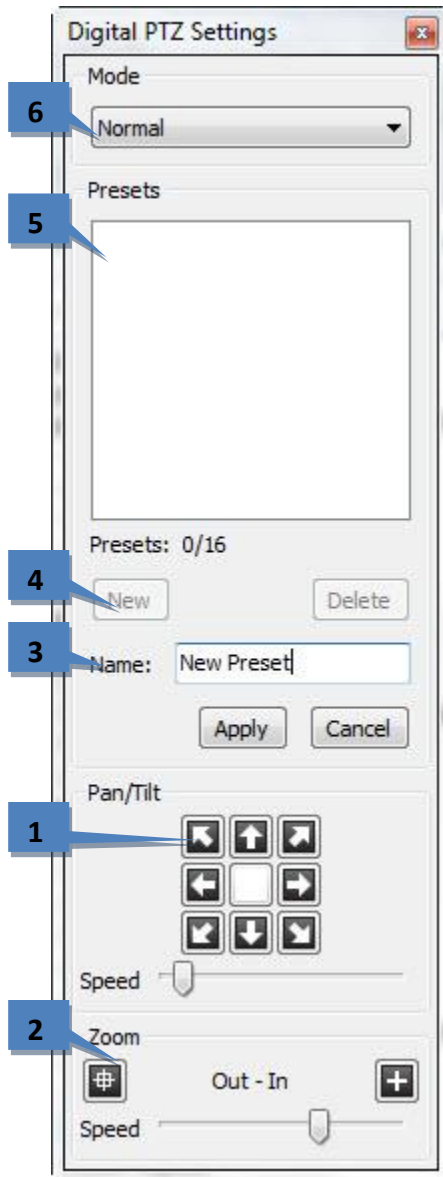 Digital PTZ Settings
Mode
6
Normal
Presets
5
Presets: 0/16
4
New Delete
3
Name: New Preset
Apply Cancel
Pan/Tilt
1
Speed
2
Zoom
Out - In
Speed